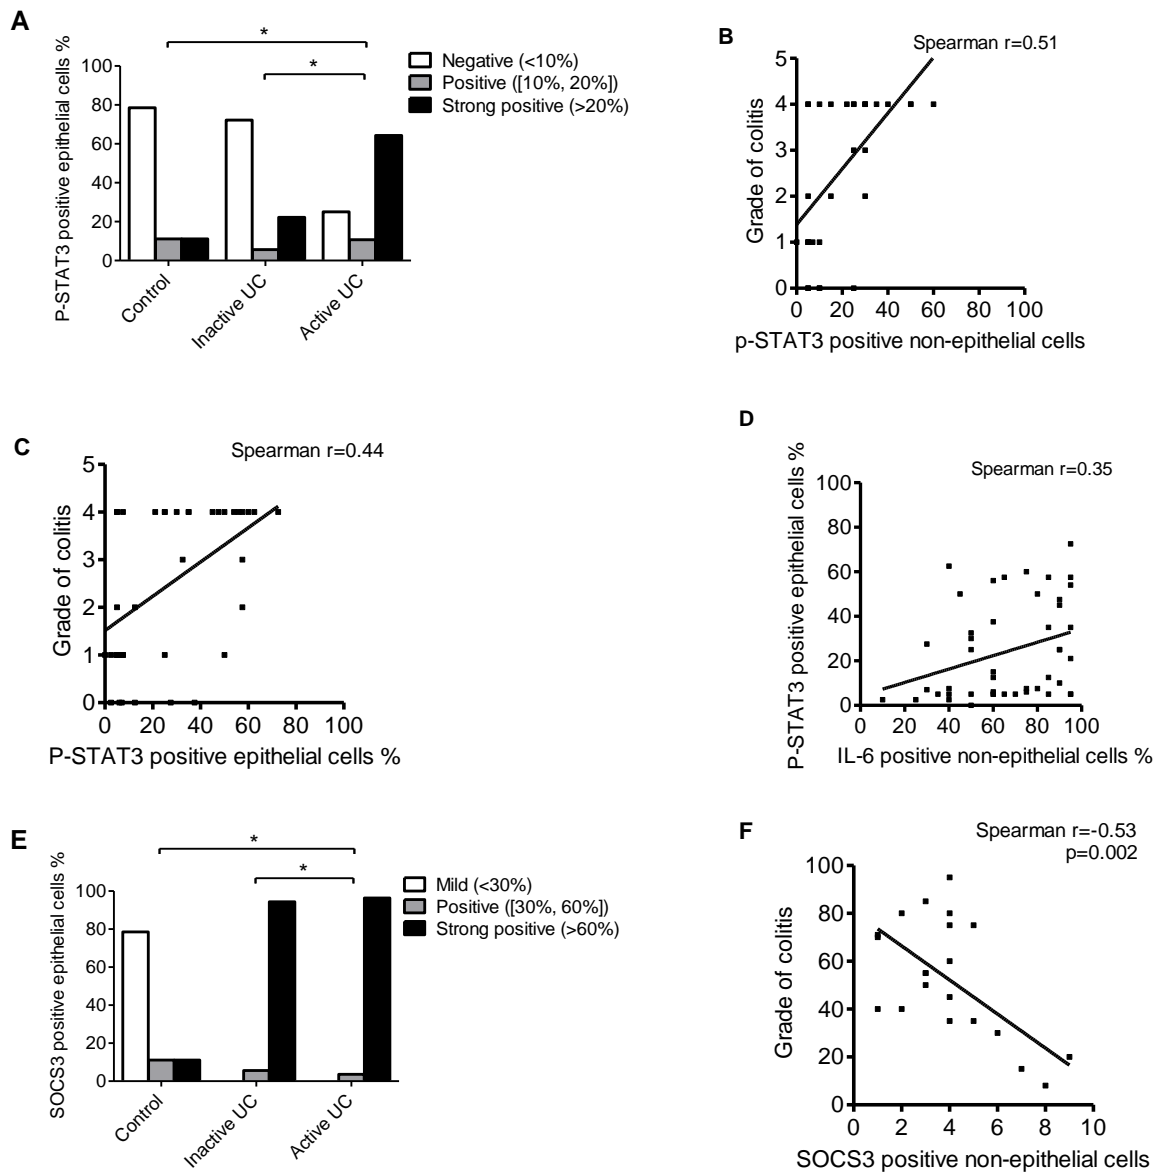 A
*
*
P-STAT3 positive epithelial cells %
100
80
60
40
20
0
Control
Inactive UC
Active UC
Negative (<10%)
Positive ([10%, 20%])
Strong positive (>20%)
B
Spearman r=0.51
Grade of colitis
5
4
3
2
1
0
0 20 40 60 80 100
p-STAT3 positive non-epithelial cells
C
Spearman r=0.44
Grade of colitis
5
4
3
2
1
0
0 20 40 60 80 100
P-STAT3 positive epithelial cells %
D
Spearman r=0.35
P-STAT3 positive epithelial cells %
100
80
60
40
20
0
0 20 40 60 80 100
IL-6 positive non-epithelial cells %
E
*
*
SOCS3 positive epithelial cells %
100
80
60
40
20
0
Control
Inactive UC
Active UC
Mild (<30%)
Positive ([30%, 60%])
Strong positive (>60%)
F
Spearman r=-0.53
p=0.002
Grade of colitis
100
80
60
40
20
0
0 2 4 6 8 10
SOCS3 positive non-epithelial cells